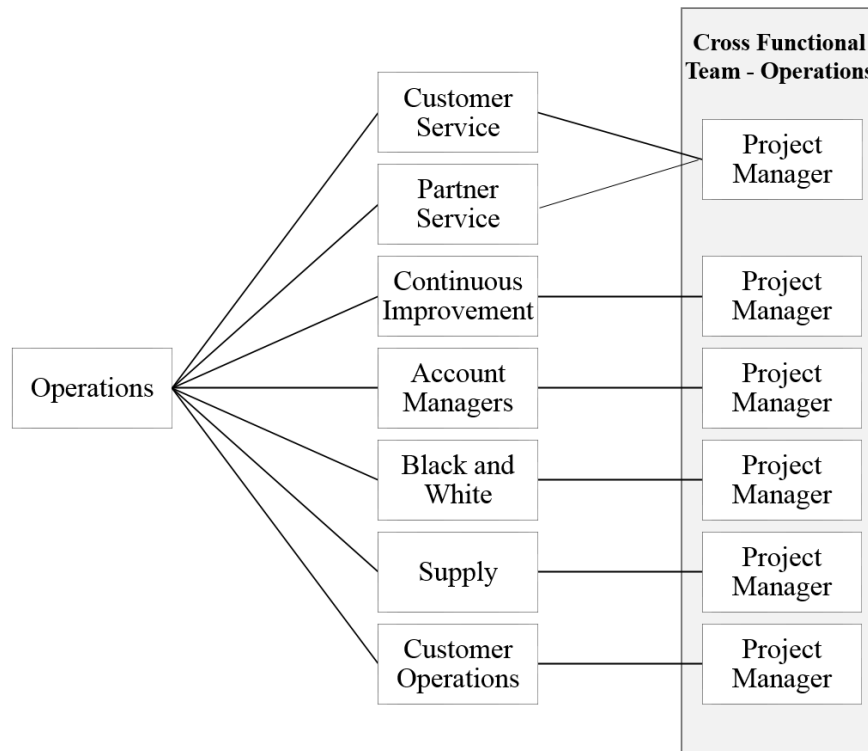 Cross Functional
Team - Operations
Customer
Service
Project
Manager
Partner
Service
Continuous
Improvement
Project
Manager
Operations
Account
Managers
Project
Manager
Black and
White
Project
Manager
Supply
Project
Manager
Customer
Operations
Project
Manager